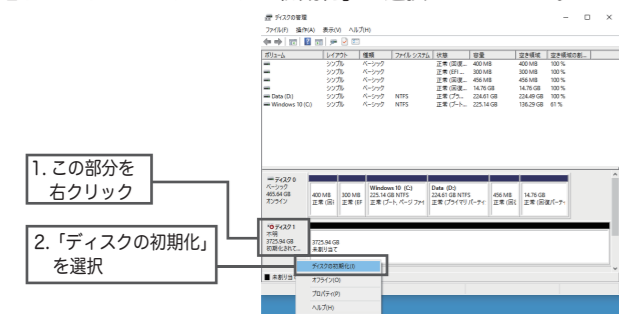 ディスクの管理
ファイル(F) 操作(A) 表示(V) ヘルプ(H)
ボリューム レイアウト 種類 ファイル システム 状態 容量 空き領域 空き領域の割...
シンプル ベーシック 正常 (回復... 400 MB 400 MB 100 %
シンプル ベーシック 正常 (EFI ... 300 MB 300 MB 100 %
シンプル ベーシック 正常 (回復... 456 MB 456 MB 100 %
シンプル ベーシック 正常 (回復... 14.76 GB 14.76 GB 100 %
Data (D:) シンプル ベーシック NTFS 正常 (プラ... 224.61 GB 224.49 GB 100 %
Windows 10 (C:) シンプル ベーシック NTFS 正常 (ブート... 225.14 GB 136.29 GB 61 %
1. この部分を
右クリック
ディスク 0
ベーシック
465.64 GB
オンライン
400 MB
正常 (回
300 MB
正常 (EF
Windows 10 (C:)
225.14 GB NTFS
正常 (ブート, ページ ファイ
Data (D:)
224.61 GB NTFS
正常 (プライマリ パーティ
456 MB
正常 (回
14.76 GB
正常 (回復パーテ
2.「ディスクの初期化」
を選択
ディスク 1
不明
3725.94 GB
初期化されて...
3725.94 GB
未割り当て
未割り当
ディスクの初期化(I)
オフライン(O)
プロパティ(P)
ヘルプ(H)